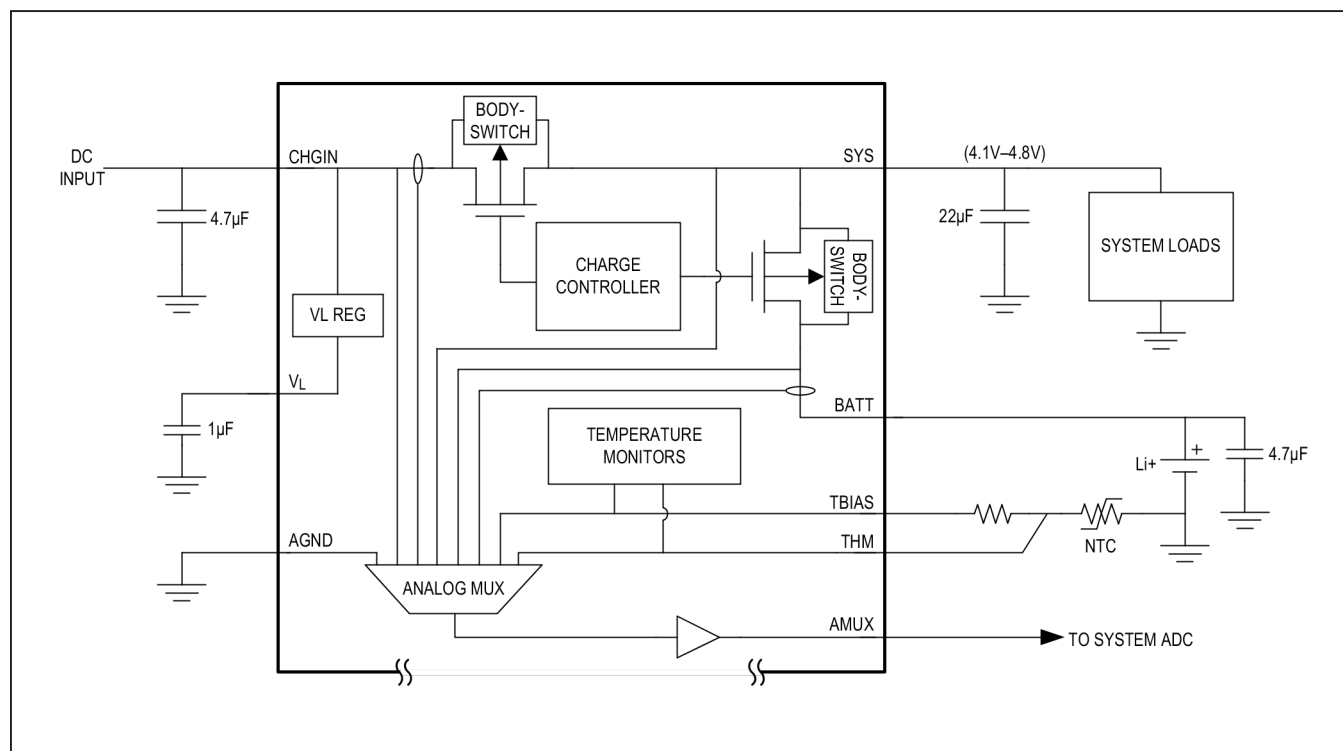 BODY-
SWITCH
DC
INPUT
CHGIN
SYS
(4.1V–4.8V)
4.7µF
CHARGE
CONTROLLER
BODY-
SWITCH
22µF
SYSTEM LOADS
VL REG
VL
1µF
BATT
TEMPERATURE
MONITORS
Li+
+
4.7µF
TBIAS
NTC
AGND
THM
ANALOG MUX
AMUX
TO SYSTEM ADC